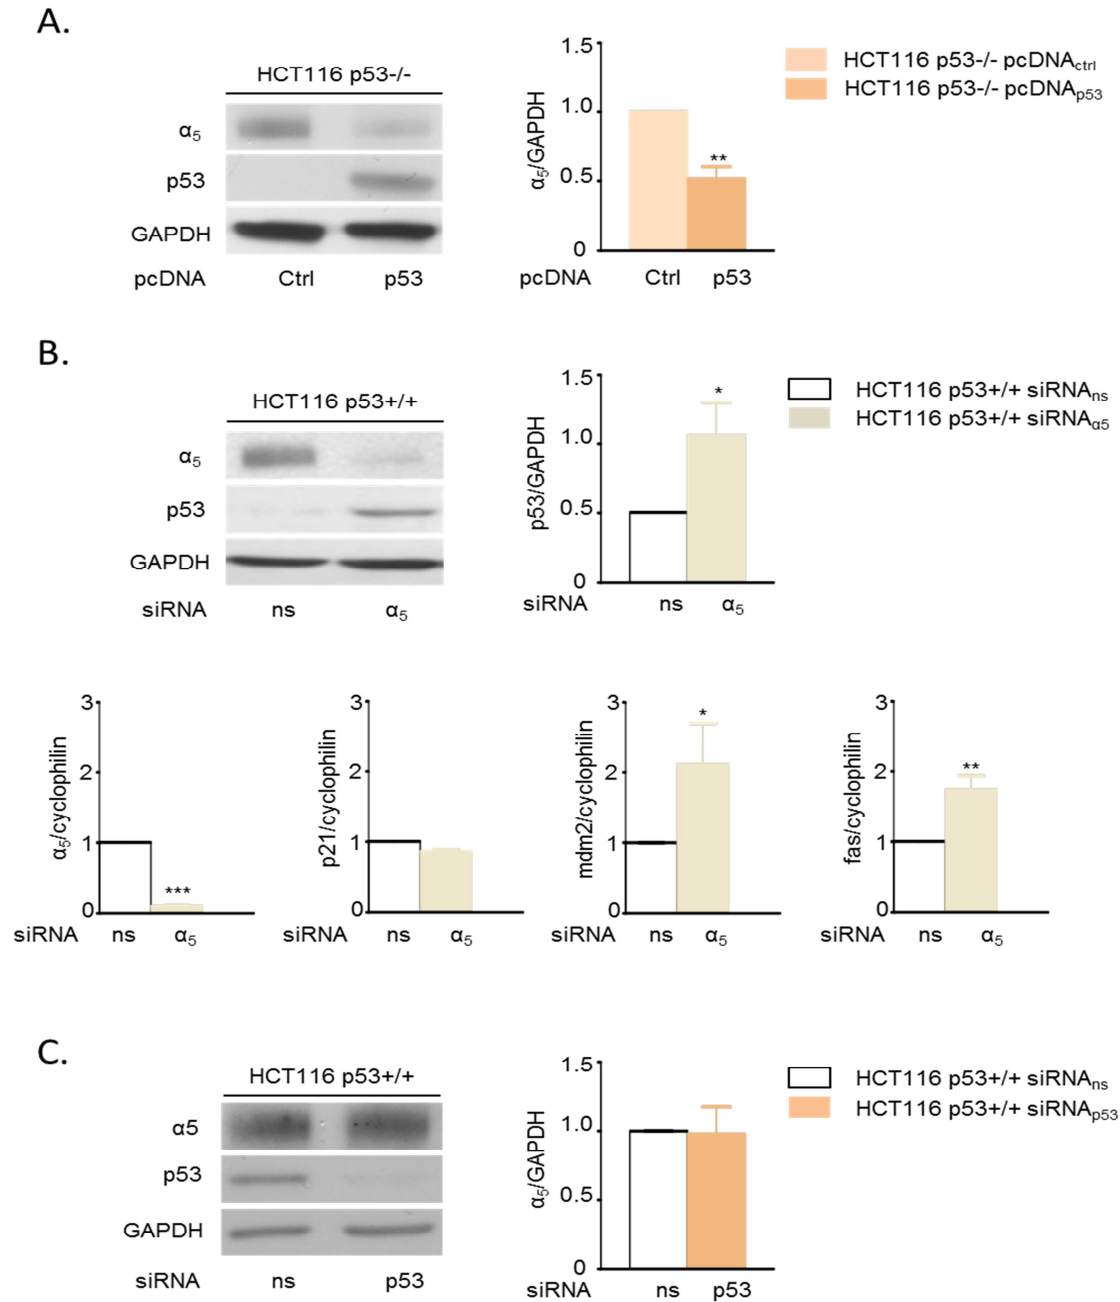 A.
HCT116 p53-/-
α5
p53
GAPDH
pcDNA Ctrl p53
α5/GAPDH
1.5
1.0
0.5
0
**
pcDNA Ctrl p53
HCT116 p53-/- pcDNActrl
HCT116 p53-/- pcDNAp53
B.
HCT116 p53+/+
α5
p53
GAPDH
siRNA ns α5
p53/GAPDH
1.5
1.0
0.5
0
*
siRNA ns α5
HCT116 p53+/+ siRNAns
HCT116 p53+/+ siRNAα5
α5/cyclophilin
3
2
1
0
***
siRNA ns α5
p21/cyclophilin
3
2
1
0
siRNA ns α5
mdm2/cyclophilin
3
2
1
0
*
siRNA ns α5
fas/cyclophilin
3
2
1
0
**
siRNA ns α5
C.
HCT116 p53+/+
α5
p53
GAPDH
siRNA ns p53
α5/GAPDH
1.5
1.0
0.5
0
siRNA ns p53
HCT116 p53+/+ siRNAns
HCT116 p53+/+ siRNAp53